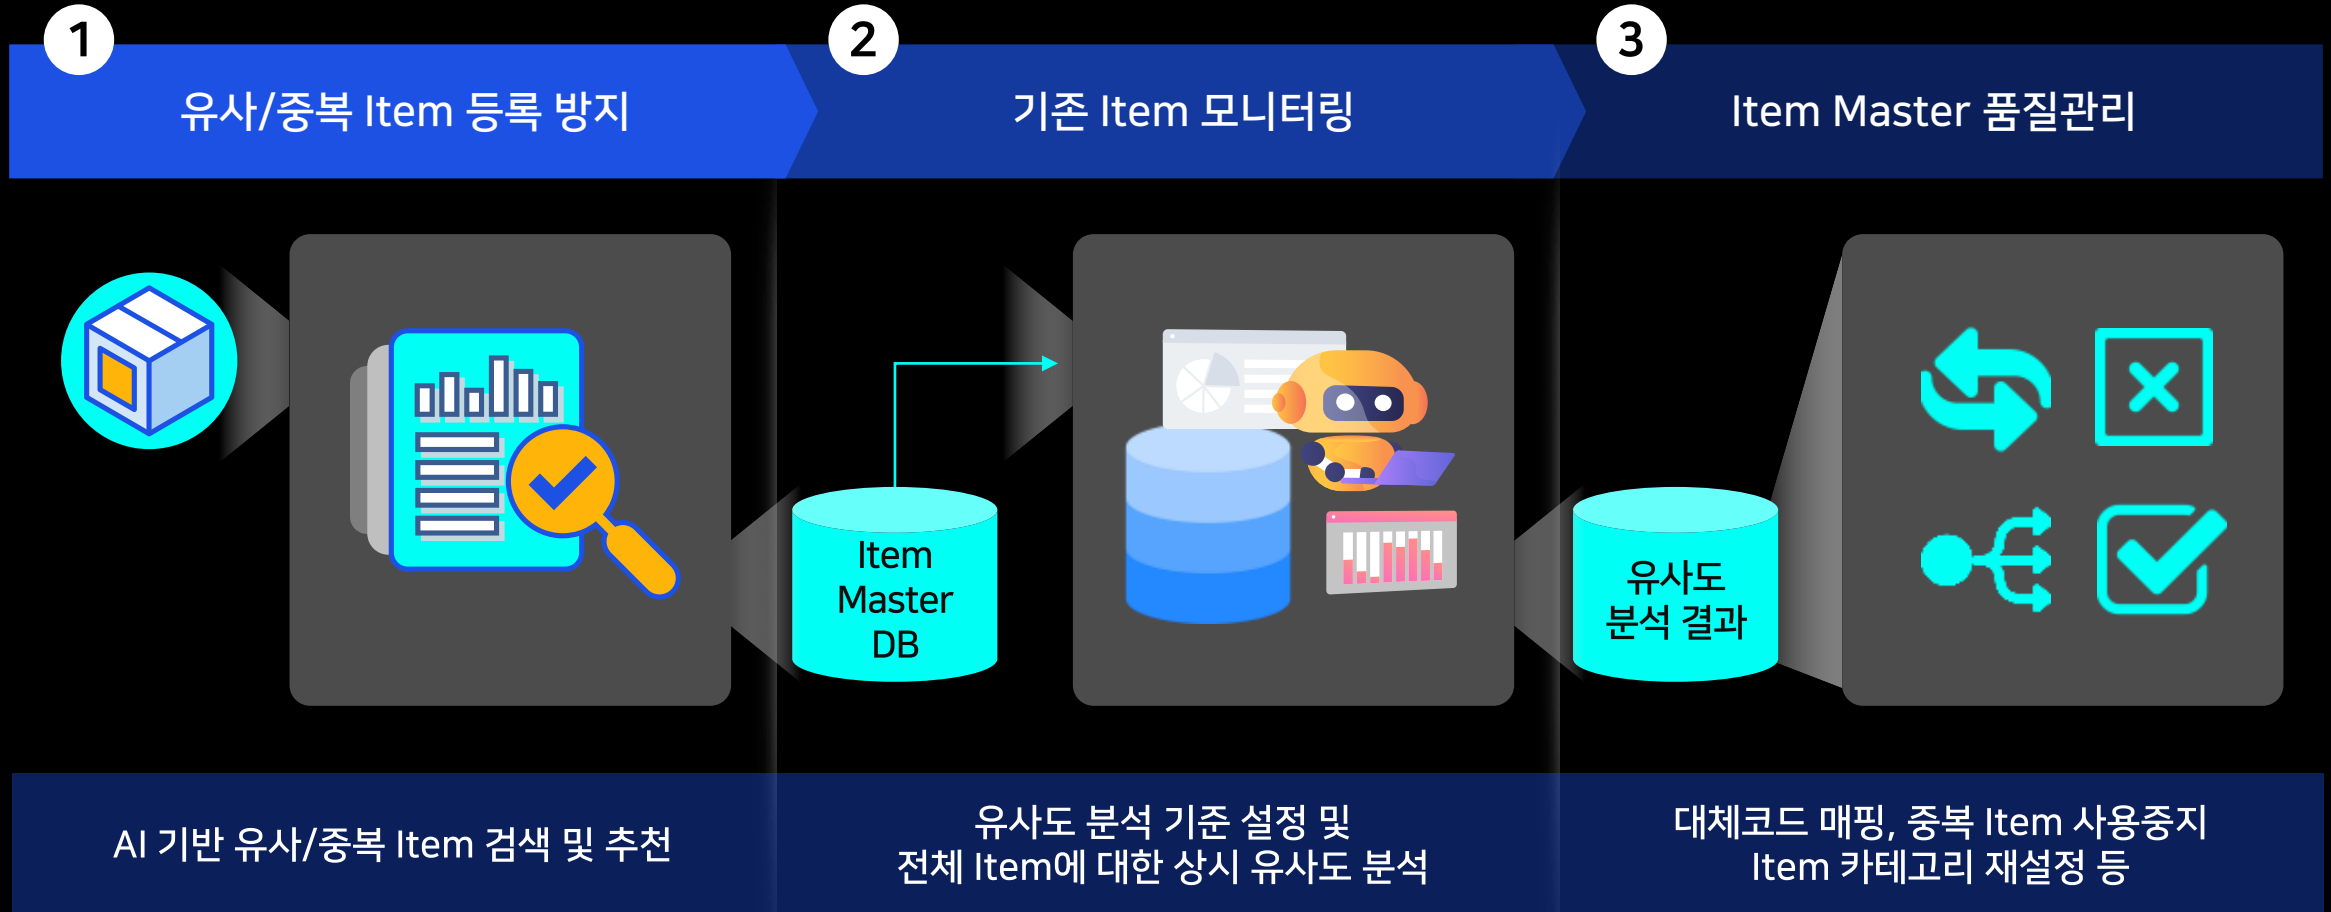 1
유사/중복 Item 등록 방지
2
기존 Item 모니터링
3
Item Master 품질관리
Item
Master
DB
유사도
분석 결과
AI 기반 유사/중복 Item 검색 및 추천
유사도 분석 기준 설정 및
전체 Item에 대한 상시 유사도 분석
대체코드 매핑, 중복 Item 사용중지
Item 카테고리 재설정 등